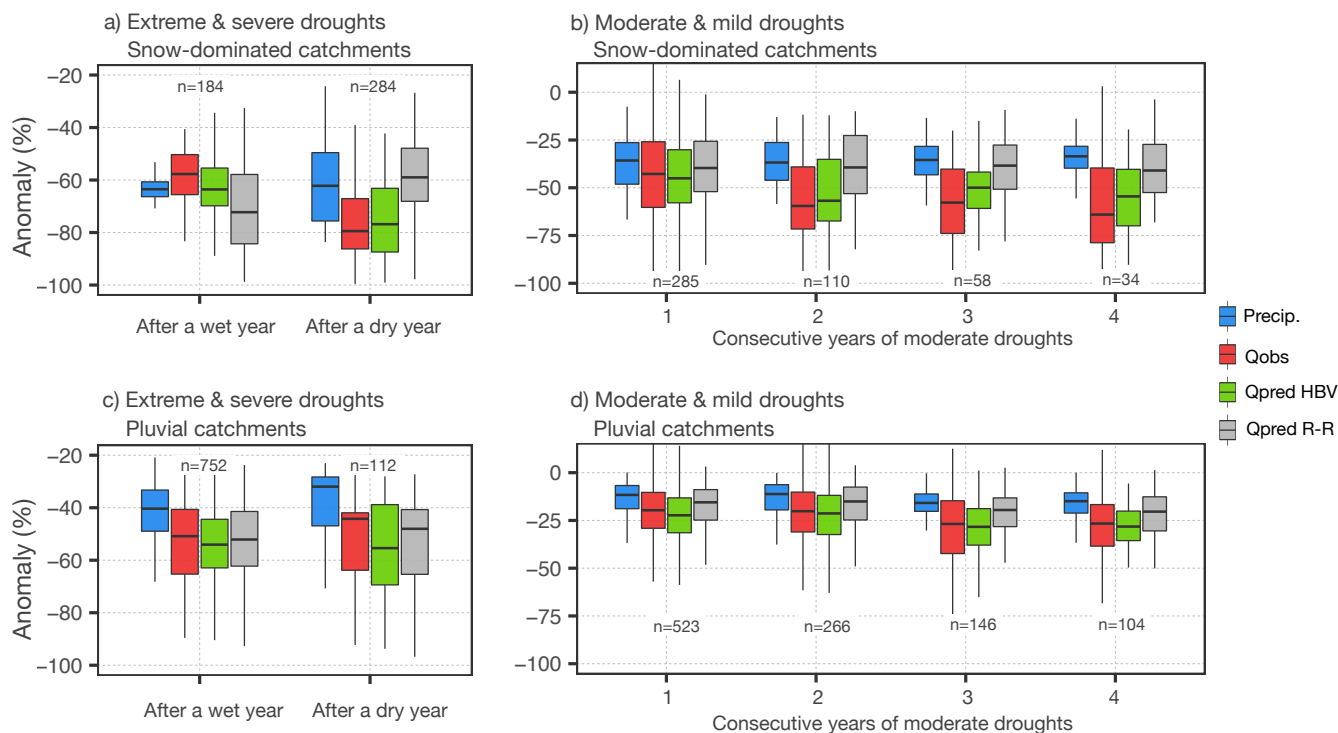 a) Extreme & severe droughts
Snow-dominated catchments
Anomaly (%)
−20
−40
−60
−80
−100
n=184
n=284
After a wet year
After a dry year
b) Moderate & mild droughts
Snow-dominated catchments
0
−25
−50
−75
−100
n=285
n=110
n=58
n=34
1
2
3
4
Consecutive years of moderate droughts
Precip.
Qobs
Qpred HBV
Qpred R-R
c) Extreme & severe droughts
Pluvial catchments
Anomaly (%)
−20
−40
−60
−80
−100
n=752
n=112
After a wet year
After a dry year
d) Moderate & mild droughts
Pluvial catchments
0
−25
−50
−75
−100
n=523
n=266
n=146
n=104
1
2
3
4
Consecutive years of moderate droughts